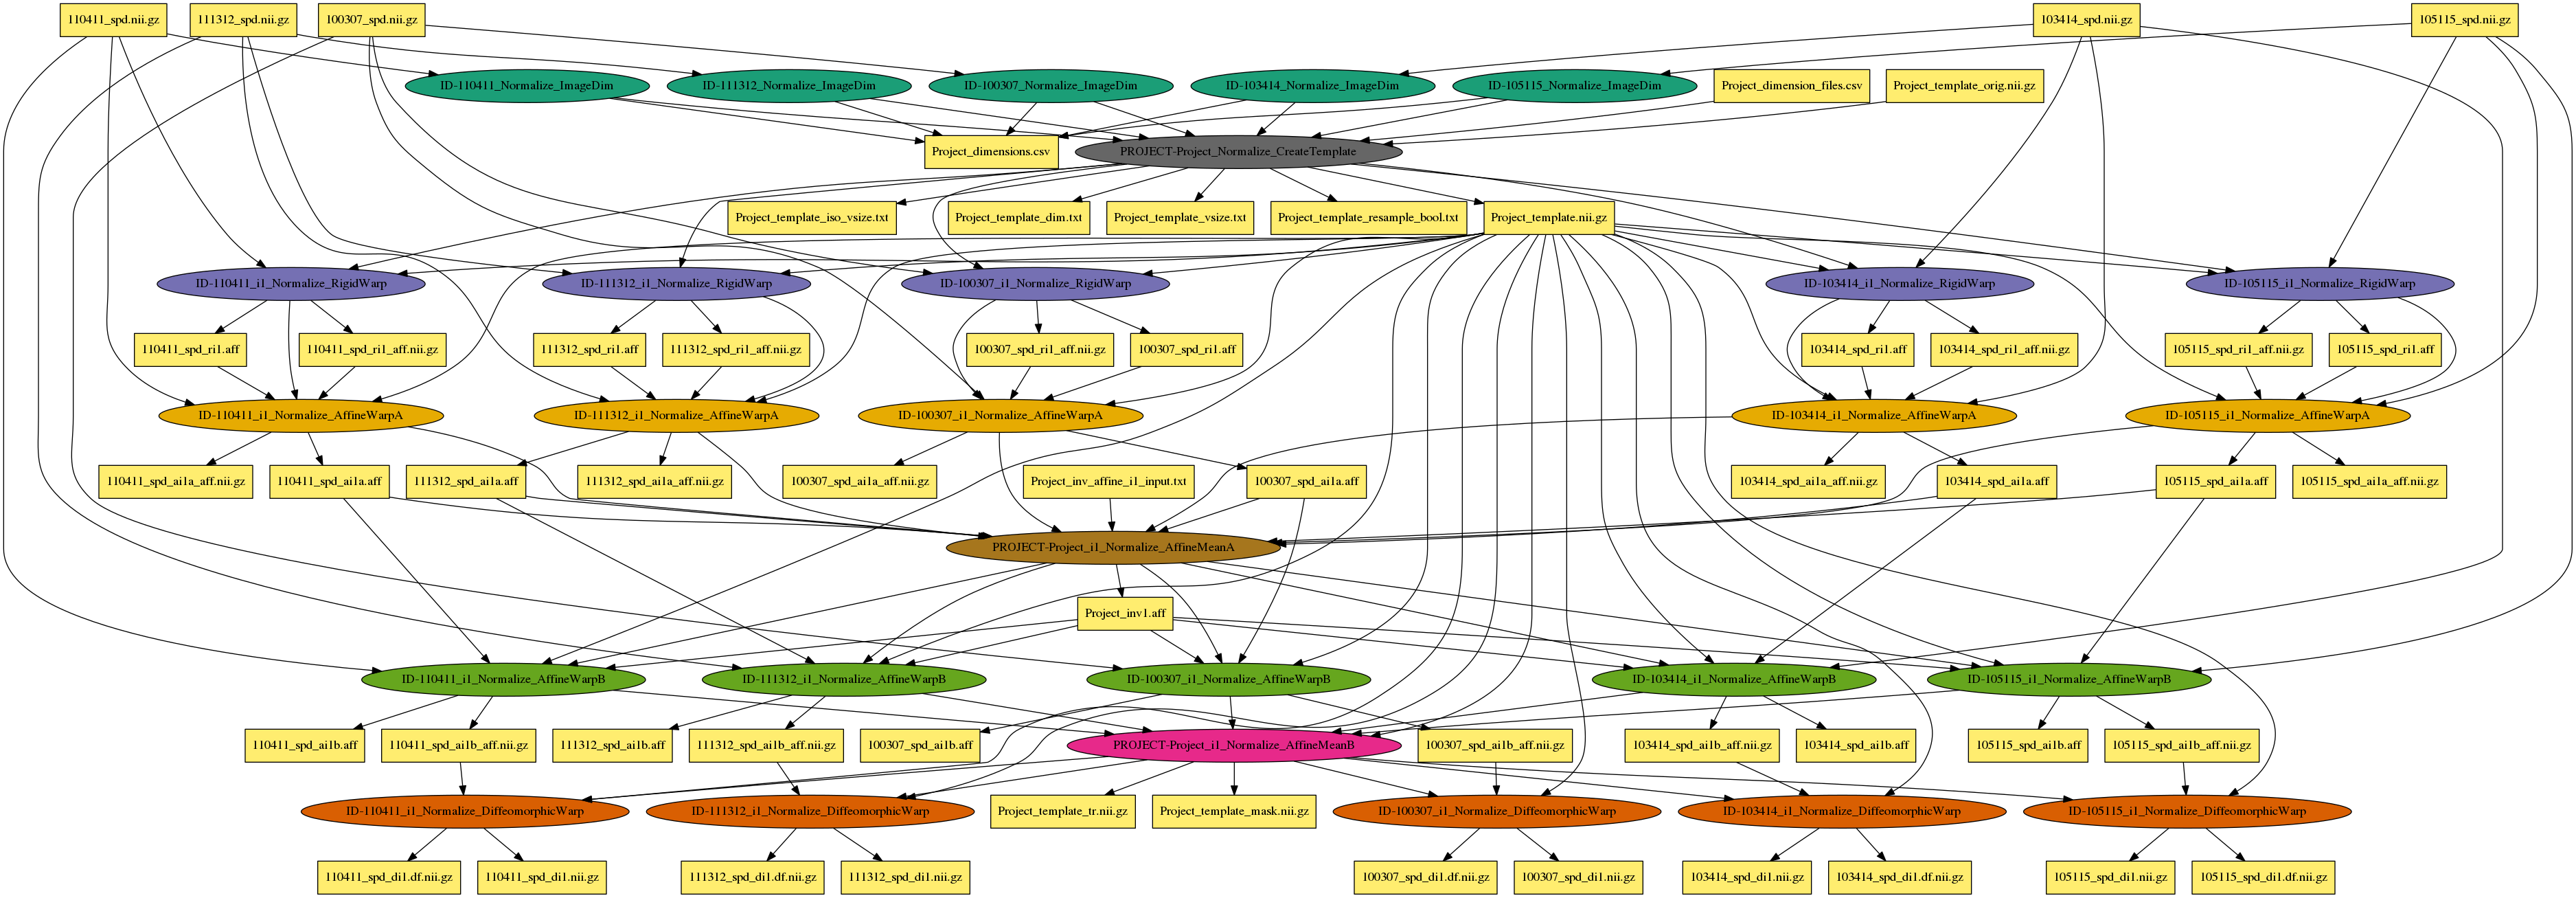 110411_spd.nii.gz
111312_spd.nii.gz
100307_spd.nii.gz
103414_spd.nii.gz
105115_spd.nii.gz
ID-110411_Normalize_ImageDim
ID-111312_Normalize_ImageDim
ID-100307_Normalize_ImageDim
ID-103414_Normalize_ImageDim
ID-105115_Normalize_ImageDim
Project_dimension_files.csv
Project_template_orig.nii.gz
Project_dimensions.csv
PROJECT-Project_Normalize_CreateTemplate
Project_template_iso_vsize.txt
Project_template_dim.txt
Project_template_vsize.txt
Project_template_resample_bool.txt
Project_template.nii.gz
ID-110411_i1_Normalize_RigidWarp
ID-111312_i1_Normalize_RigidWarp
ID-100307_i1_Normalize_RigidWarp
ID-103414_i1_Normalize_RigidWarp
ID-105115_i1_Normalize_RigidWarp
110411_spd_ri1.aff
110411_spd_ri1_aff.nii.gz
111312_spd_ri1.aff
111312_spd_ri1_aff.nii.gz
100307_spd_ri1_aff.nii.gz
100307_spd_ri1.aff
103414_spd_ri1.aff
103414_spd_ri1_aff.nii.gz
105115_spd_ri1_aff.nii.gz
105115_spd_ri1.aff
ID-110411_i1_Normalize_AffineWarpA
ID-111312_i1_Normalize_AffineWarpA
ID-100307_i1_Normalize_AffineWarpA
ID-103414_i1_Normalize_AffineWarpA
ID-105115_i1_Normalize_AffineWarpA
110411_spd_ai1a_aff.nii.gz
110411_spd_ai1a.aff
111312_spd_ai1a.aff
111312_spd_ai1a_aff.nii.gz
100307_spd_ai1a_aff.nii.gz
Project_inv_affine_i1_input.txt
100307_spd_ai1a.aff
103414_spd_ai1a_aff.nii.gz
103414_spd_ai1a.aff
105115_spd_ai1a.aff
105115_spd_ai1a_aff.nii.gz
PROJECT-Project_i1_Normalize_AffineMeanA
Project_inv1.aff
ID-110411_i1_Normalize_AffineWarpB
ID-111312_i1_Normalize_AffineWarpB
ID-100307_i1_Normalize_AffineWarpB
ID-103414_i1_Normalize_AffineWarpB
ID-105115_i1_Normalize_AffineWarpB
110411_spd_ai1b.aff
110411_spd_ai1b_aff.nii.gz
111312_spd_ai1b.aff
111312_spd_ai1b_aff.nii.gz
100307_spd_ai1b.aff
PROJECT-Project_i1_Normalize_AffineMeanB
100307_spd_ai1b_aff.nii.gz
103414_spd_ai1b_aff.nii.gz
103414_spd_ai1b.aff
105115_spd_ai1b.aff
105115_spd_ai1b_aff.nii.gz
ID-110411_i1_Normalize_DiffeomorphicWarp
ID-111312_i1_Normalize_DiffeomorphicWarp
Project_template_tr.nii.gz
Project_template_mask.nii.gz
ID-100307_i1_Normalize_DiffeomorphicWarp
ID-103414_i1_Normalize_DiffeomorphicWarp
ID-105115_i1_Normalize_DiffeomorphicWarp
110411_spd_di1.df.nii.gz
110411_spd_di1.nii.gz
111312_spd_di1.df.nii.gz
111312_spd_di1.nii.gz
100307_spd_di1.df.nii.gz
100307_spd_di1.nii.gz
103414_spd_di1.nii.gz
103414_spd_di1.df.nii.gz
105115_spd_di1.nii.gz
105115_spd_di1.df.nii.gz